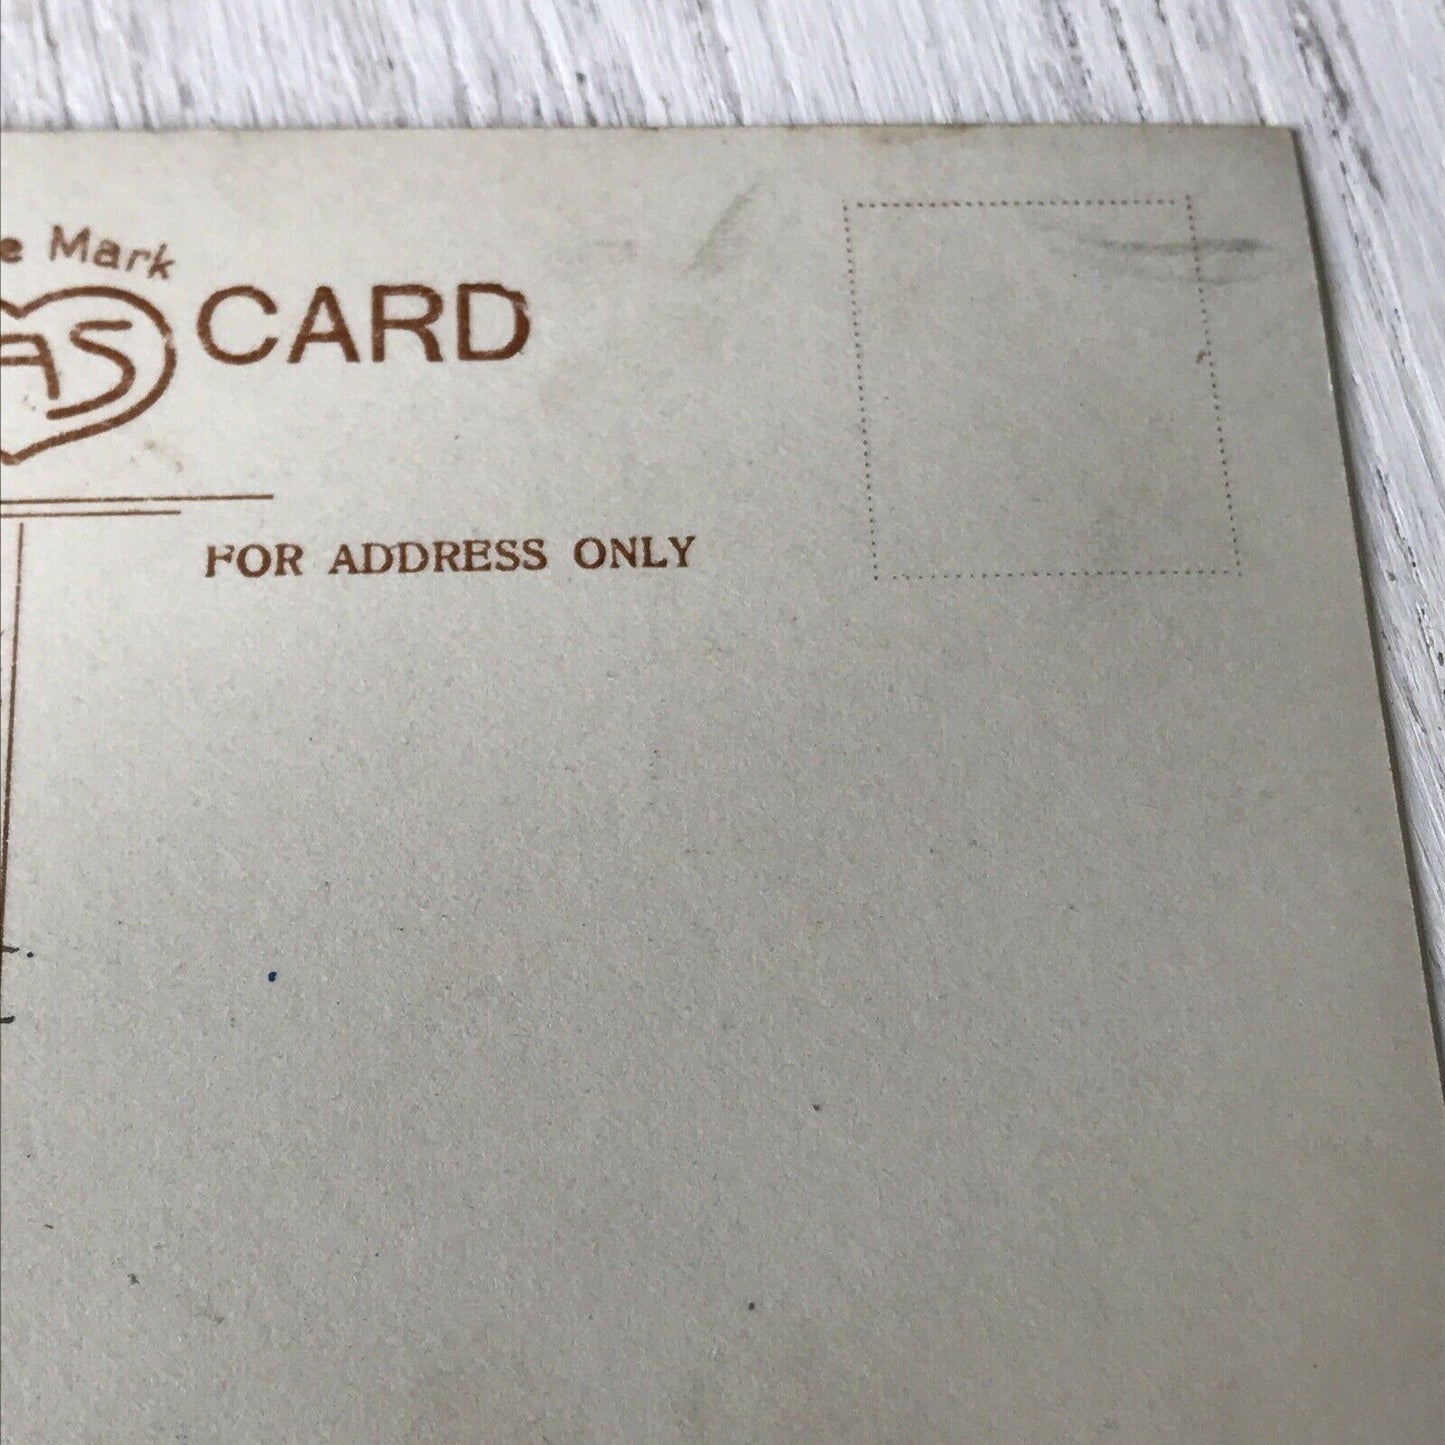 e Mark
AS CARD
FOR ADDRESS ONLY